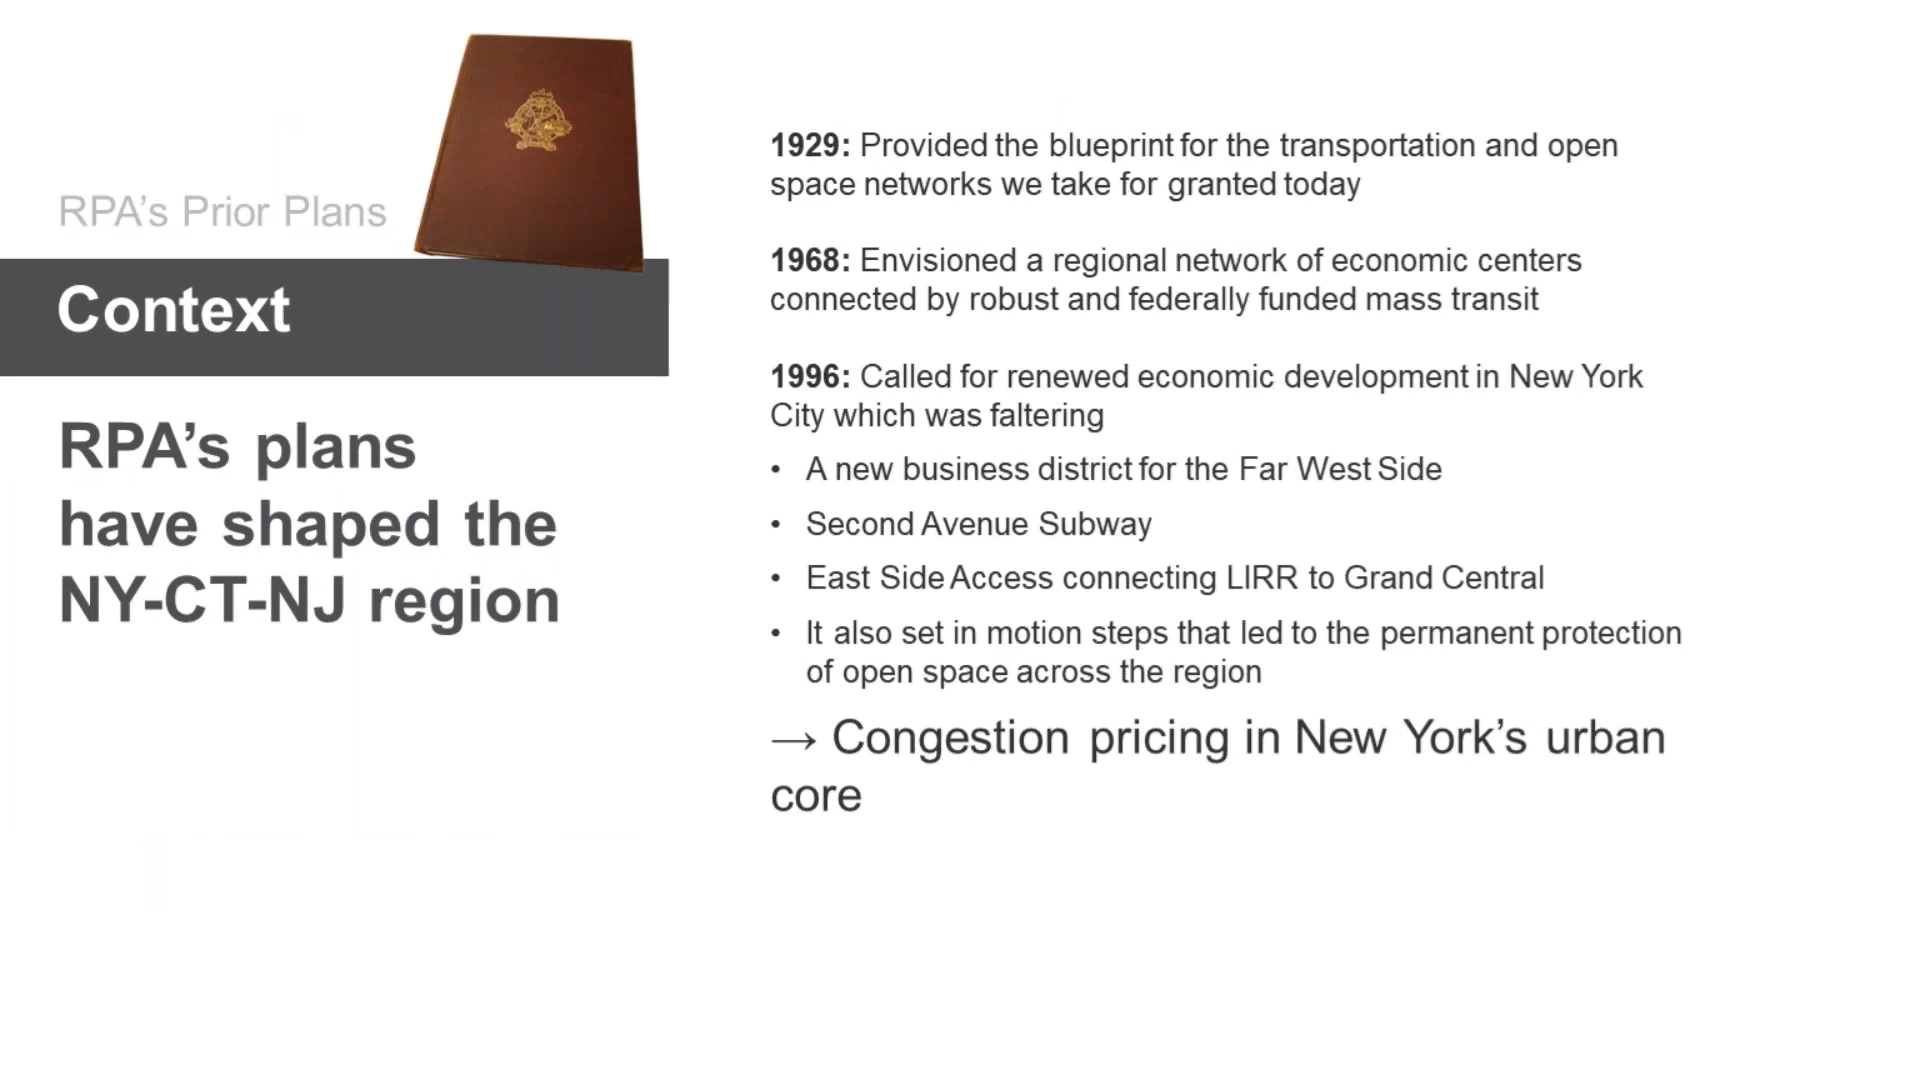 RPA’s Prior Plans
Context
RPA’s plans
have shaped the
NY-CT-NJ region
1929: Provided the blueprint for the transportation and open
space networks we take for granted today
1968: Envisioned a regional network of economic centers
connected by robust and federally funded mass transit
1996: Called for renewed economic development in New York
City which was faltering
• A new business district for the Far West Side
• Second Avenue Subway
• East Side Access connecting LIRR to Grand Central
• It also set in motion steps that led to the permanent protection
of open space across the region
→ Congestion pricing in New York’s urban
core